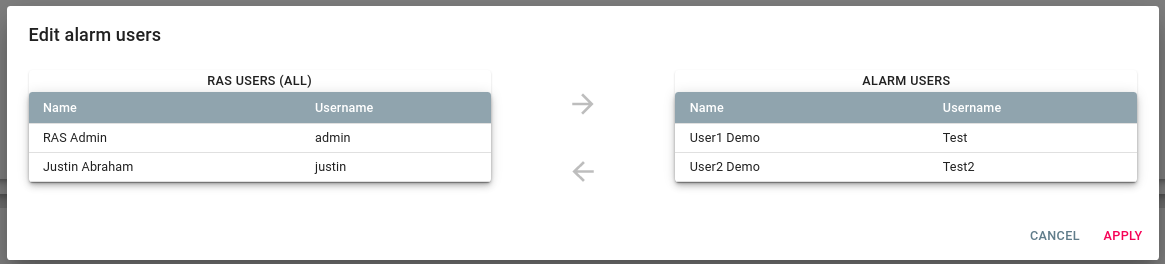 Edit alarm users
RAS USERS (ALL)
Name Username
RAS Admin admin
Justin Abraham justin
ALARM USERS
Name Username
User1 Demo Test
User2 Demo Test2
CANCEL APPLY